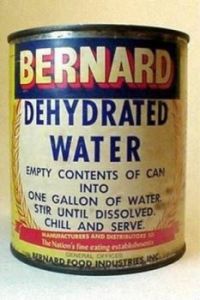 BERNARD
DEHYDRATED
WATER
EMPTY CONTENTS OF CAN
INTO
ONE GALLON OF WATER.
STIR UNTIL DISSOLVED.
CHILL AND SERVE.
MANUFACTURERS AND DISTRIBUTORS TO
The Nation's fine eating establishments
GENERAL OFFICES
BERNARD FOOD INDUSTRIES, INC.